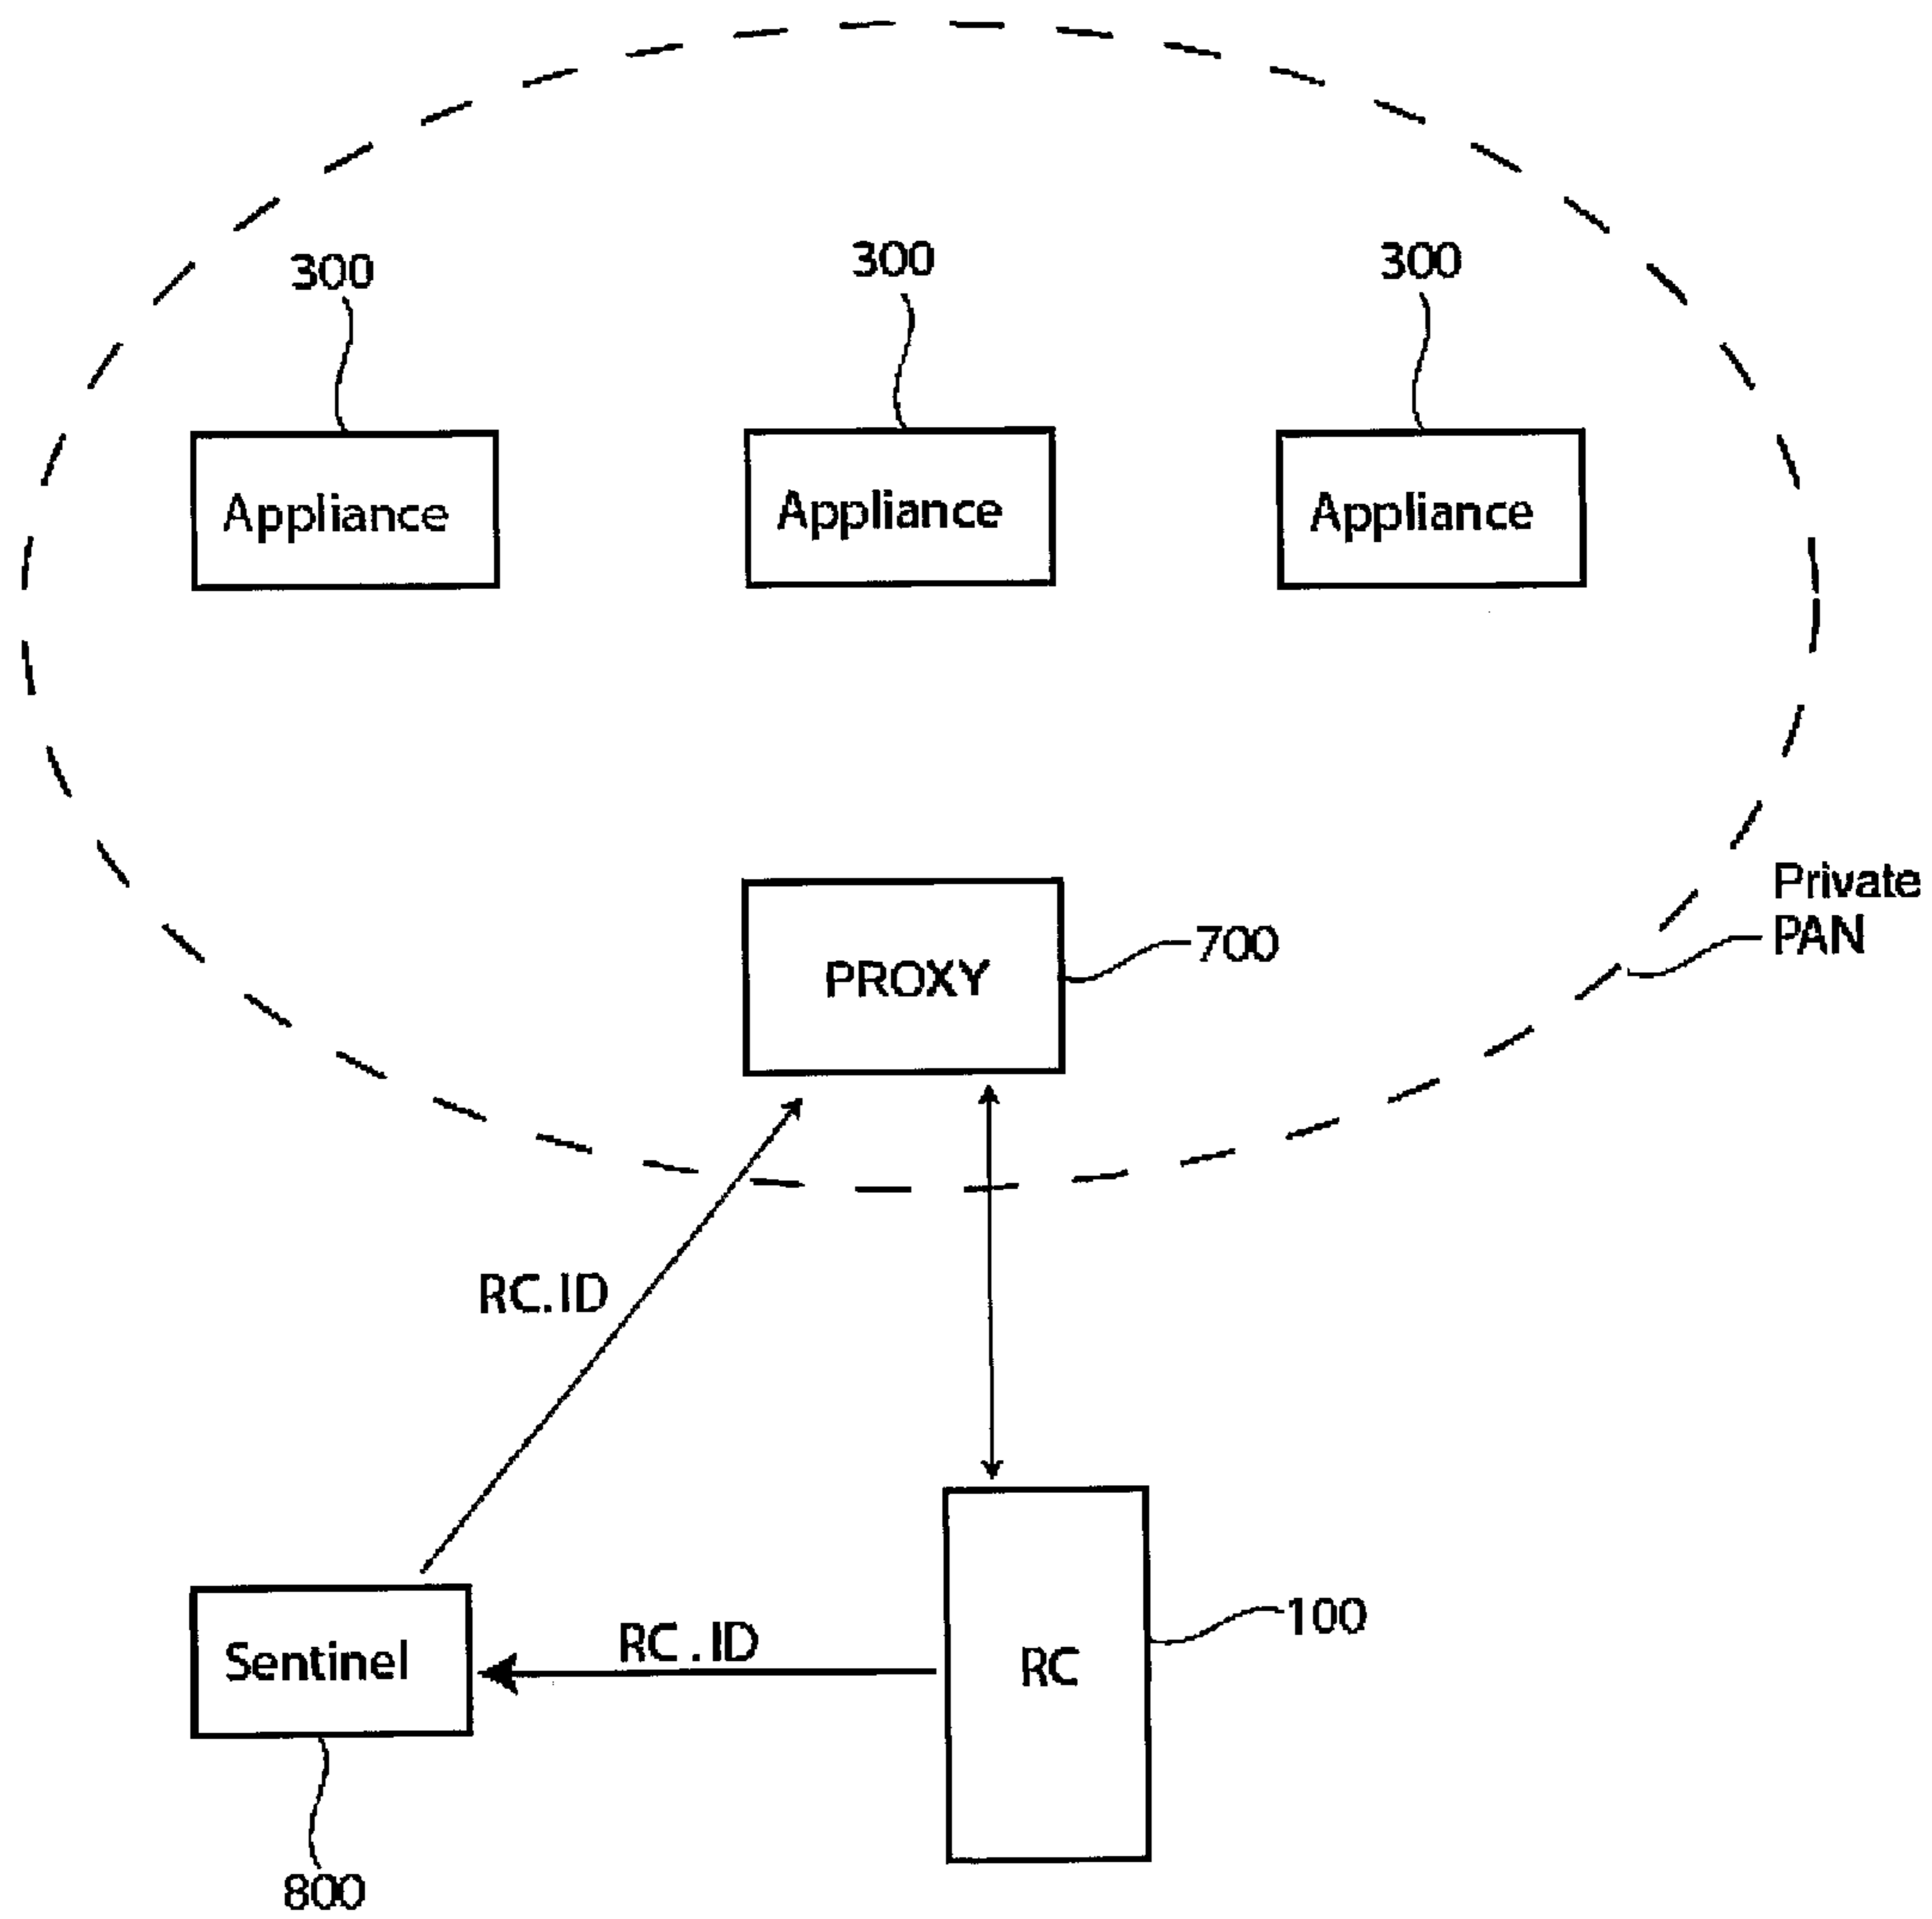 300
300
300
Appliance
Appliance
Appliance
Private
PAN
PROXY
700
RC.ID
Sentinel
RC.ID
RC
100
800